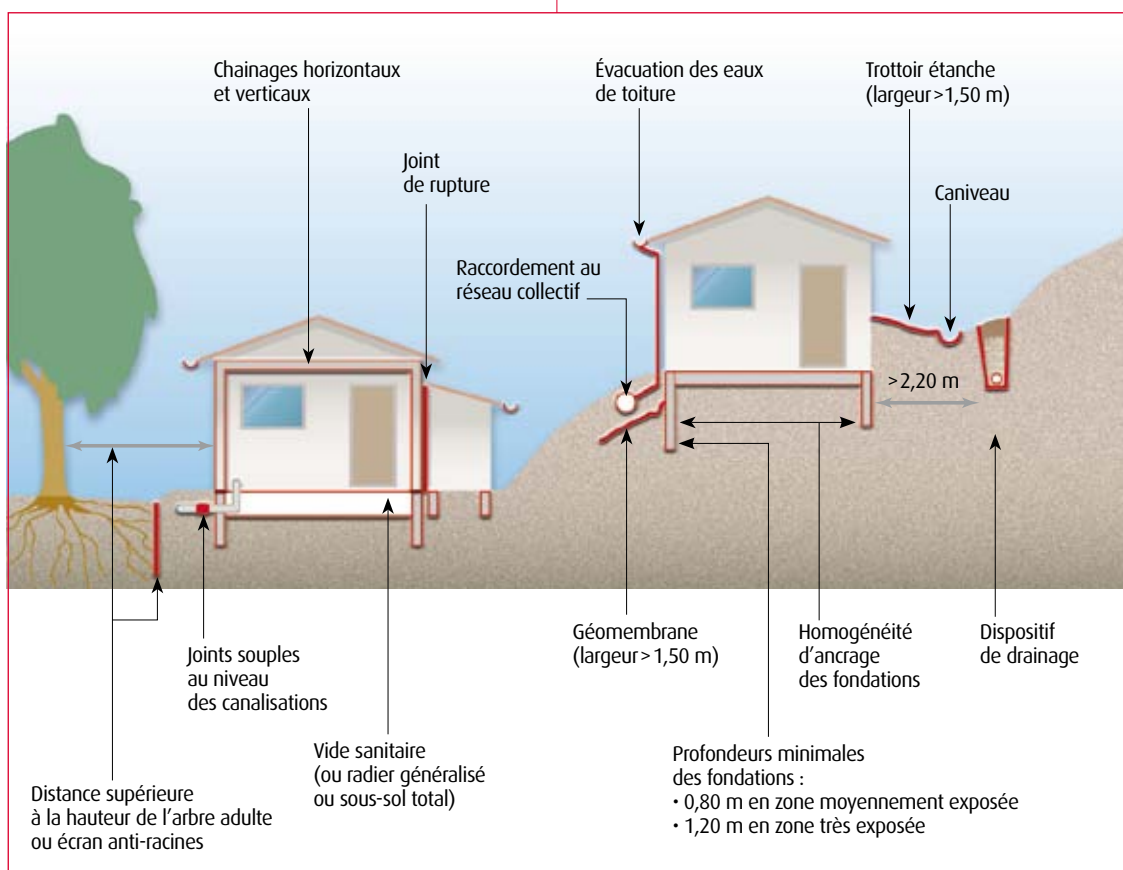 Chainages horizontaux
et verticaux
Évacuation des eaux
de toiture
Trottoir étanche
(largeur > 1,50 m)
Joint
de rupture
Caniveau
Raccordement au
réseau collectif
>2,20 m
Joints souples
au niveau
des canalisations
Géomembrane
(largeur > 1,50 m)
Homogénéité
d'ancrage
des fondations
Dispositif
de drainage
Distance supérieure
à la hauteur de l'arbre adulte
ou écran anti-racines
Vide sanitaire
(ou radier généralisé
ou sous-sol total)
Profondeurs minimales
des fondations :
• 0,80 m en zone moyennement exposée
• 1,20 m en zone très exposée